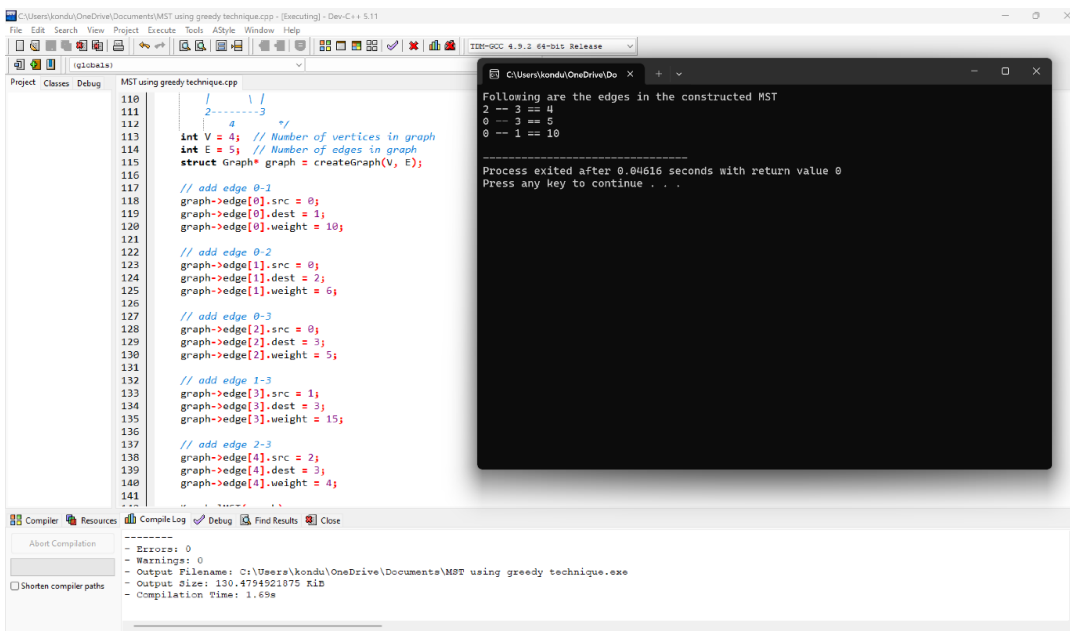 C:\Users\kondu\OneDrive\Documents\MST using greedy technique.cpp - [Executing] - Dev-C++ 5.11
File Edit Search View Project Execute Tools AStyle Window Help
TDM-GCC 4.9.2 64-bit Release
(globals)
Project Classes Debug
MST using greedy technique.cpp
110 | \ |
111 2--------3
112 4 */
113 int V = 4; // Number of vertices in graph
114 int E = 5; // Number of edges in graph
115 struct Graph* graph = createGraph(V, E);
116
117 // add edge 0-1
118 graph->edge[0].src = 0;
119 graph->edge[0].dest = 1;
120 graph->edge[0].weight = 10;
121
122 // add edge 0-2
123 graph->edge[1].src = 0;
124 graph->edge[1].dest = 2;
125 graph->edge[1].weight = 6;
126
127 // add edge 0-3
128 graph->edge[2].src = 0;
129 graph->edge[2].dest = 3;
130 graph->edge[2].weight = 5;
131
132 // add edge 1-3
133 graph->edge[3].src = 1;
134 graph->edge[3].dest = 3;
135 graph->edge[3].weight = 15;
136
137 // add edge 2-3
138 graph->edge[4].src = 2;
139 graph->edge[4].dest = 3;
140 graph->edge[4].weight = 4;
141
C:\Users\kondu\OneDrive\Do
Following are the edges in the constructed MST
2 -- 3 == 4
0 -- 3 == 5
0 -- 1 == 10
--------------------------------
Process exited after 0.04616 seconds with return value 0
Press any key to continue . . .
Compiler Resources Compile Log Debug Find Results Close
Abort Compilation
Shorten compiler paths
--------
- Errors: 0
- Warnings: 0
- Output Filename: C:\Users\kondu\OneDrive\Documents\MST using greedy technique.exe
- Output Size: 130.4794921875 KiB
- Compilation Time: 1.69s